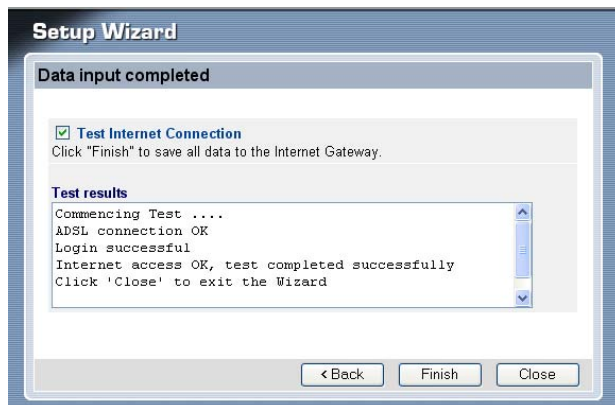 Setup Wizard
Data input completed
Test Internet Connection
Click "Finish" to save all data to the Internet Gateway.
Test results
Commencing Test ....
ADSL connection OK
Login successful
Internet access OK, test completed successfully
Click 'Close' to exit the Wizard
< Back
Finish
Close